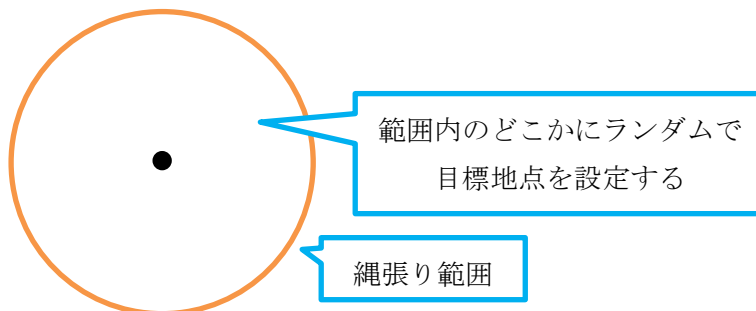 範囲内のどこかにランダムで
目標地点を設定する
縄張り範囲